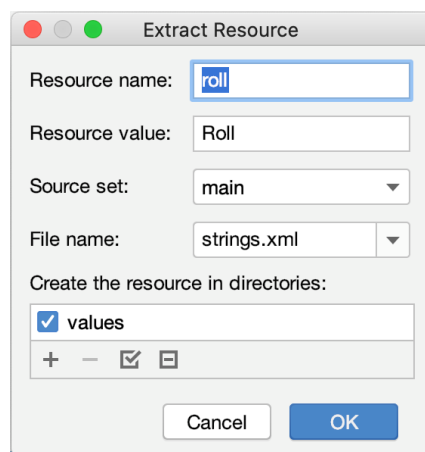 Extract Resource
Resource name: roll
Resource value: Roll
Source set: main
File name: strings.xml
Create the resource in directories:
values
Cancel OK